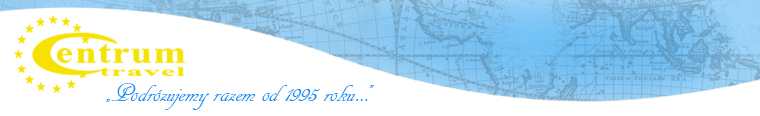 Centrum
travel
„Podróżujemy razem od 1995 roku...”